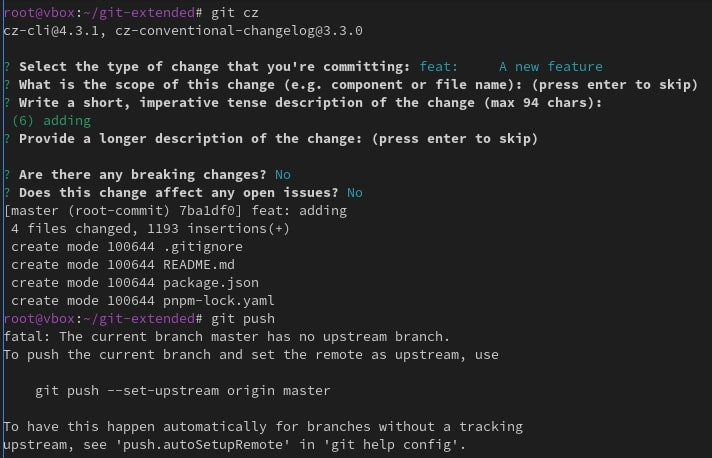 root@vbox:~/git-extended# git cz
cz-cli@4.3.1, cz-conventional-changelog@3.3.0
? Select the type of change that you're committing: feat:     A new feature
? What is the scope of this change (e.g. component or file name): (press enter to skip)
? Write a short, imperative tense description of the change (max 94 chars):
 (6) adding
? Provide a longer description of the change: (press enter to skip)
? Are there any breaking changes? No
? Does this change affect any open issues? No
[master (root-commit) 7ba1df0] feat: adding
 4 files changed, 1193 insertions(+)
 create mode 100644 .gitignore
 create mode 100644 README.md
 create mode 100644 package.json
 create mode 100644 pnpm-lock.yaml
root@vbox:~/git-extended# git push
fatal: The current branch master has no upstream branch.
To push the current branch and set the remote as upstream, use
    git push --set-upstream origin master
To have this happen automatically for branches without a tracking
upstream, see 'push.autoSetupRemote' in 'git help config'.